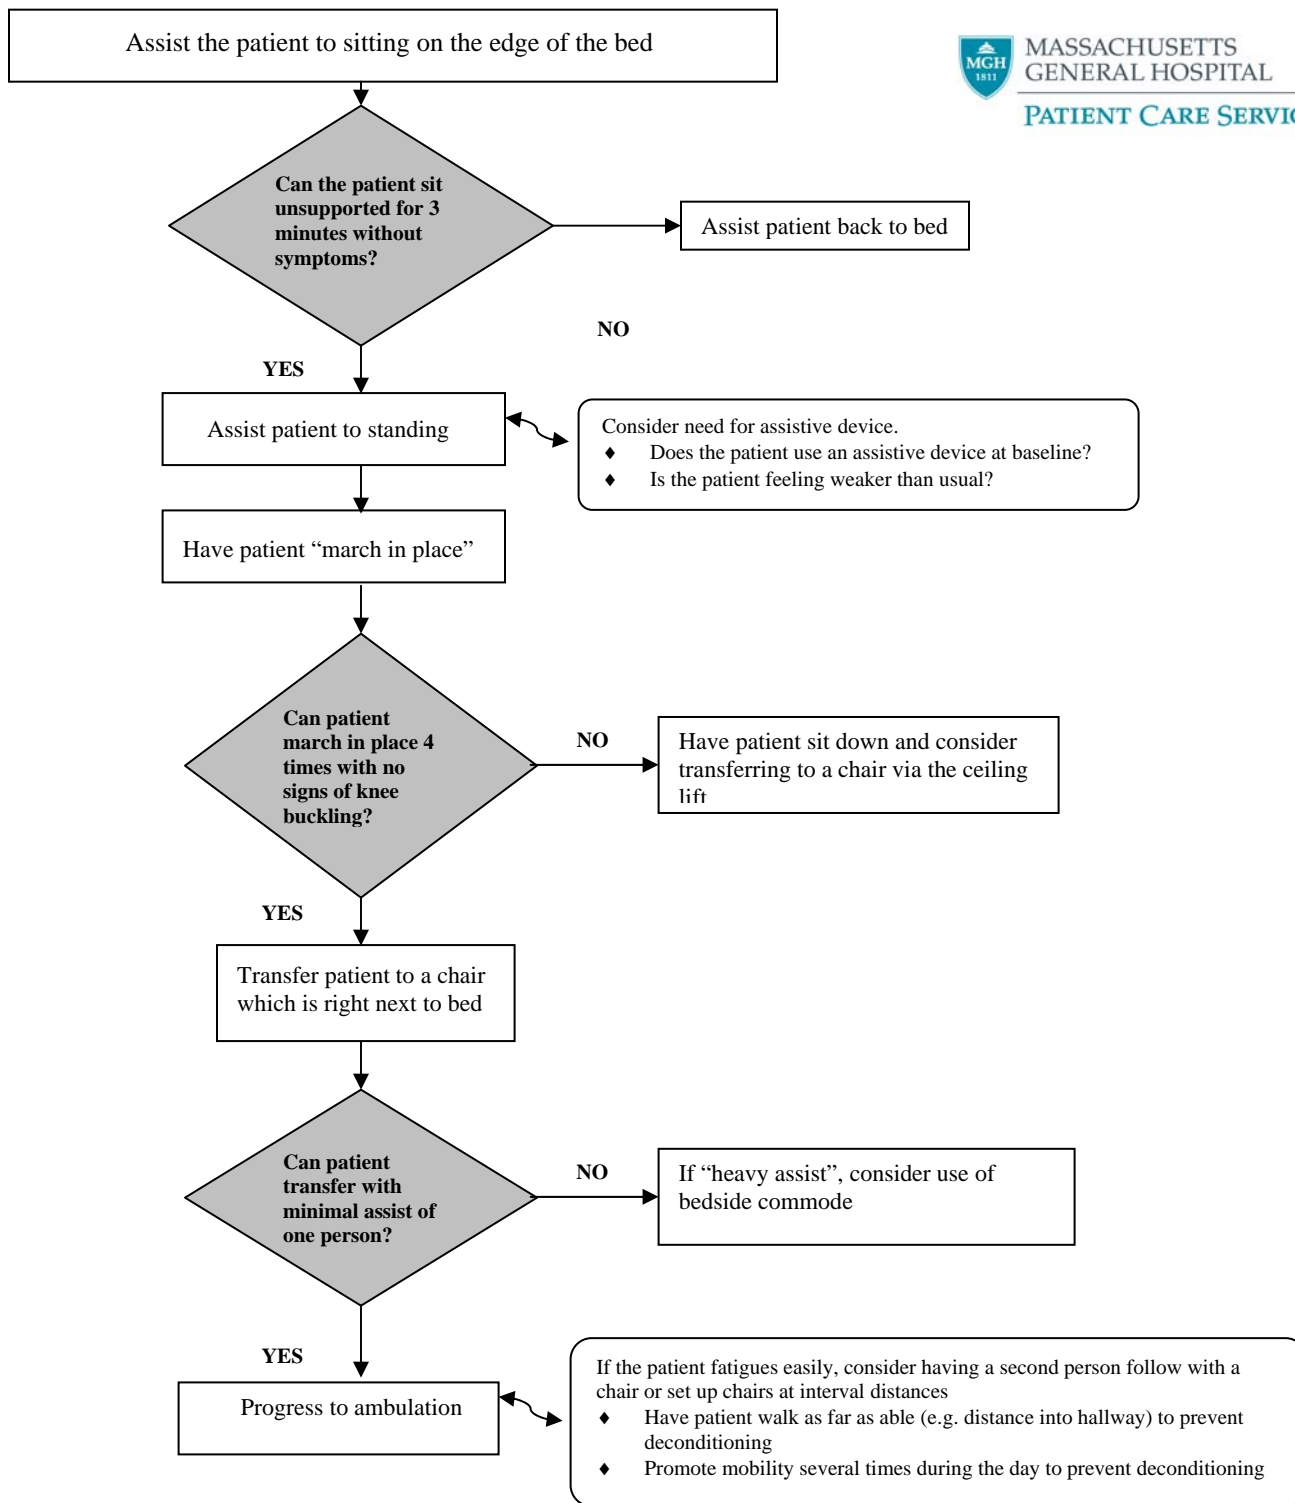 Assist the patient to sitting on the edge of the bed
MGH
1811
MASSACHUSETTS
GENERAL HOSPITAL
PATIENT CARE SERVIC
Can the patient sit
unsupported for 3
minutes without
symptoms?
Assist patient back to bed
NO
YES
Assist patient to standing
Consider need for assistive device.
♦ Does the patient use an assistive device at baseline?
♦ Is the patient feeling weaker than usual?
Have patient “march in place”
Can patient
march in place 4
times with no
signs of knee
buckling?
NO
Have patient sit down and consider
transferring to a chair via the ceiling
lift
YES
Transfer patient to a chair
which is right next to bed
Can patient
transfer with
minimal assist of
one person?
NO
If “heavy assist”, consider use of
bedside commode
YES
Progress to ambulation
If the patient fatigues easily, consider having a second person follow with a
chair or set up chairs at interval distances
♦ Have patient walk as far as able (e.g. distance into hallway) to prevent
deconditioning
♦ Promote mobility several times during the day to prevent deconditioning